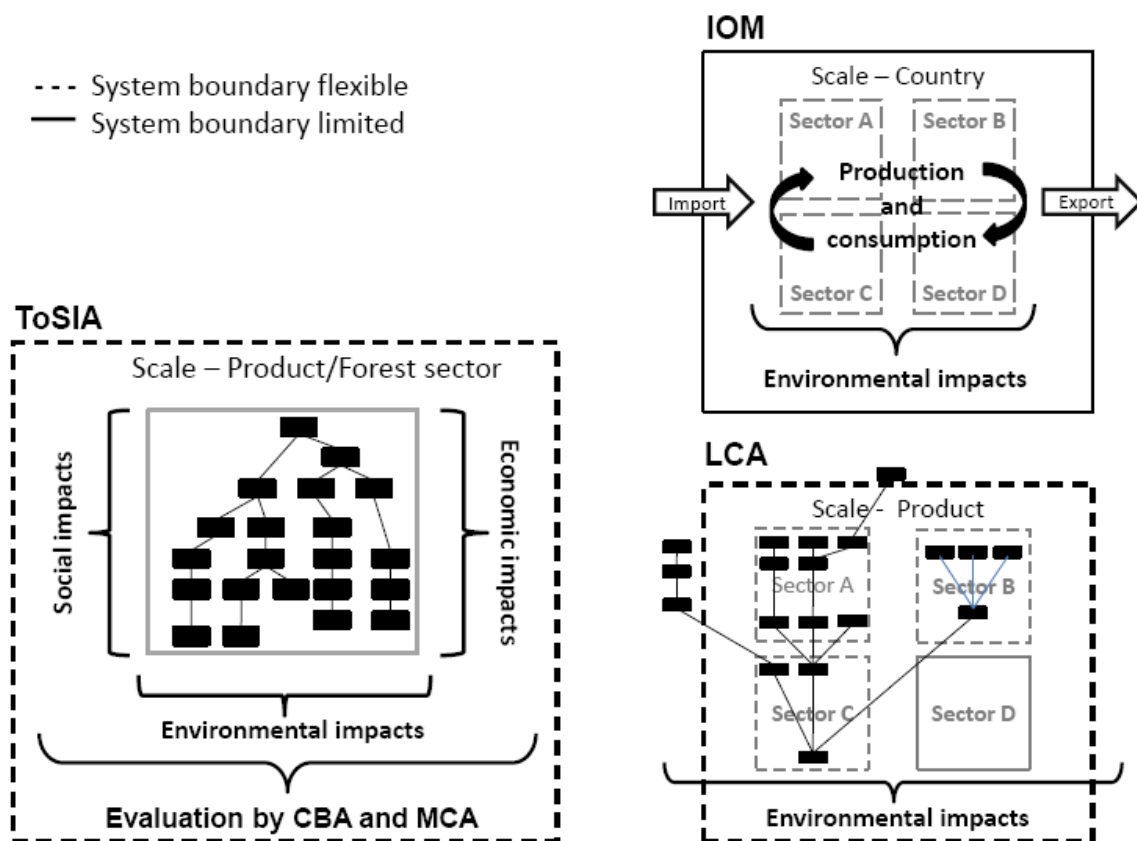 --- System boundary flexible
System boundary limited
IOM
Scale – Country
Sector A
Sector B
Production
Import
and
Export
consumption
Sector C
Sector D
Environmental impacts
ToSIA
Scale – Product/Forest sector
Social impacts
Economic impacts
Environmental impacts
Evaluation by CBA and MCA
LCA
Scale - Product
Sector A
Sector B
Sector C
Sector D
Environmental impacts